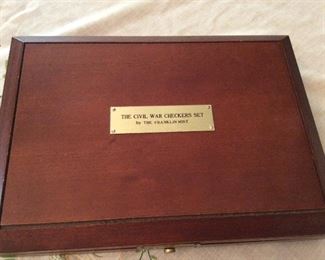 THE CIVIL WAR CHECKERS SET
by THE FRANKLIN MINT